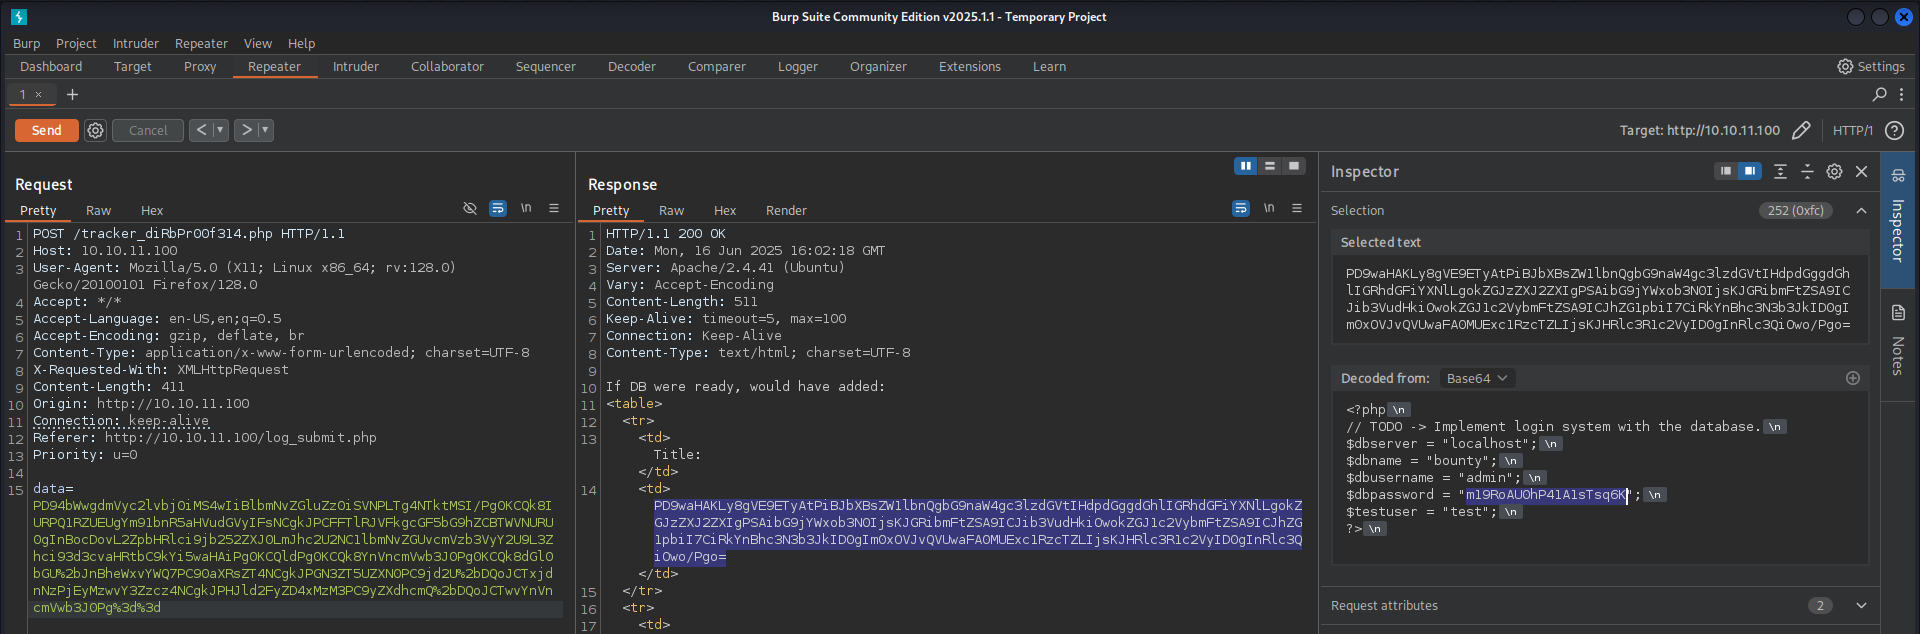 Burp Suite Community Edition v2025.1.1 - Temporary Project
Burp Project Intruder Repeater View Help
Dashboard Target Proxy Repeater Intruder Collaborator Sequencer Decoder Comparer Logger Organizer Extensions Learn Settings
1 × +
Send Cancel < > Target: http://10.10.11.100 HTTP/1
Request
Pretty Raw Hex \n
1 POST /tracker_diRbPr00f314.php HTTP/1.1
2 Host: 10.10.11.100
3 User-Agent: Mozilla/5.0 (X11; Linux x86_64; rv:128.0)
Gecko/20100101 Firefox/128.0
4 Accept: */*
5 Accept-Language: en-US,en;q=0.5
6 Accept-Encoding: gzip, deflate, br
7 Content-Type: application/x-www-form-urlencoded; charset=UTF-8
8 X-Requested-With: XMLHttpRequest
9 Content-Length: 411
10 Origin: http://10.10.11.100
11 Connection: keep-alive
12 Referer: http://10.10.11.100/log_submit.php
13 Priority: u=0
14
15 data=
Response
Pretty Raw Hex Render \n
1 HTTP/1.1 200 OK
2 Date: Mon, 16 Jun 2025 16:02:18 GMT
3 Server: Apache/2.4.41 (Ubuntu)
4 Vary: Accept-Encoding
5 Content-Length: 511
6 Keep-Alive: timeout=5, max=100
7 Connection: Keep-Alive
8 Content-Type: text/html; charset=UTF-8
9
10 If DB were ready, would have added:
11 <table>
12 <tr>
13 <td>
Title:
</td>
14 <td>
</td>
15 </tr>
16 <tr>
17 <td>
Inspector
Selection 252 (0xfc)
Selected text
Decoded from: Base64
<?php \n
// TODO -> Implement login system with the database. \n
$dbserver = "localhost"; \n
$dbname = "bounty"; \n
$dbusername = "admin"; \n
$dbpassword = "m19RoAU0hP41A1sTsq6K"; \n
$testuser = "test"; \n
?> \n
Request attributes 2
Inspector
Notes